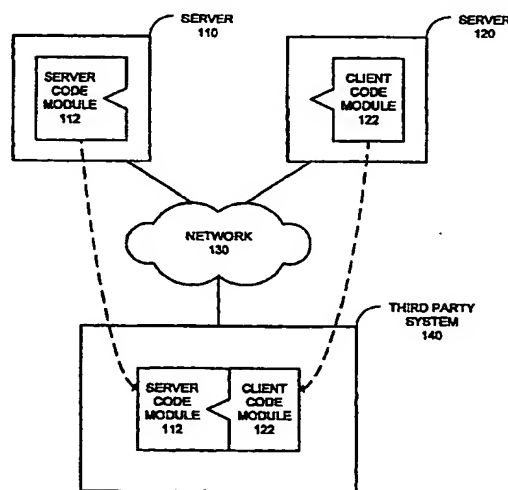 SERVER
110
SERVER
CODE
MODULE
112
SERVER
120
CLIENT
CODE
MODULE
122
NETWORK
130
THIRD PARTY
SYSTEM
140
SERVER
CODE
MODULE
112
CLIENT
CODE
MODULE
122